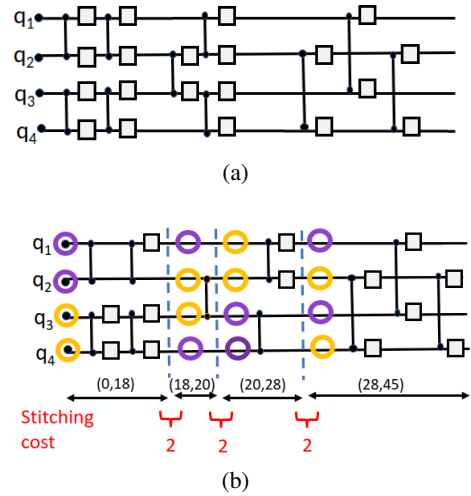 q1
q2
q3
q4
(a)
q1
q2
q3
q4
(0,18) (18,20) (20,28) (28,45)
Stitching
cost 2 2 2
(b)